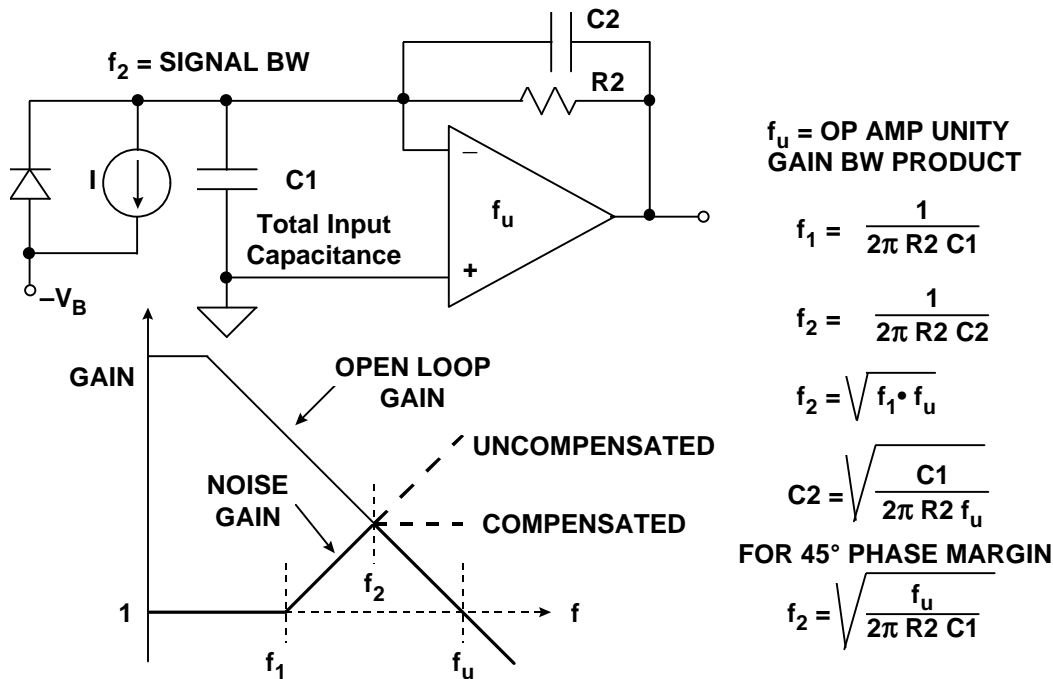 C2
f2 = SIGNAL BW
R2
I
C1
–
fu
+
Total Input
Capacitance
–VB
fu = OP AMP UNITY
GAIN BW PRODUCT
f1 = 1 / 2π R2 C1
f2 = 1 / 2π R2 C2
f2 = √ f1• fu
C2 = √ C1 / 2π R2 fu
FOR 45° PHASE MARGIN
f2 = √ fu / 2π R2 C1
GAIN
OPEN LOOP
GAIN
UNCOMPENSATED
NOISE
GAIN
COMPENSATED
f2
1
f
f1
fu